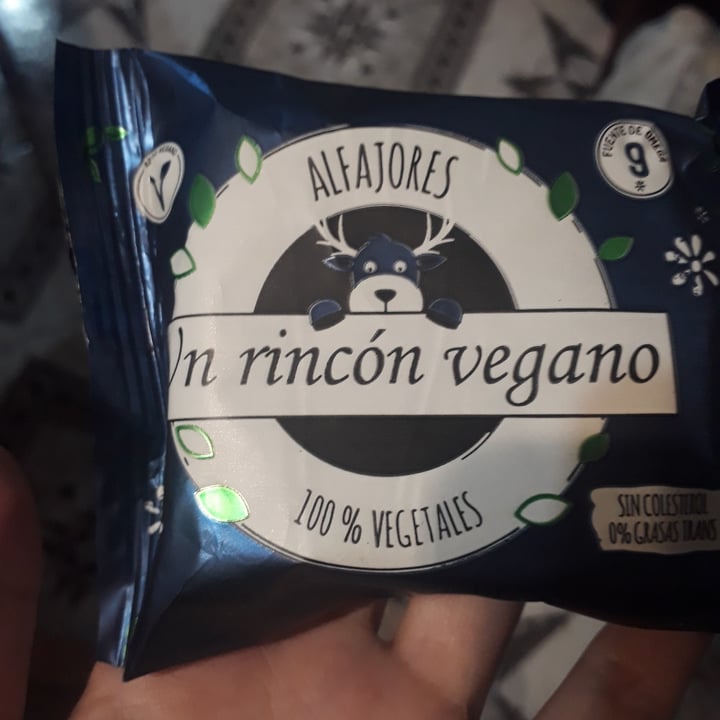 ALFAJORES
FUENTE DE OMEGA
9*
Un rincón vegano
100 % VEGETALES
SIN COLESTEROL
0% GRASAS TRANS